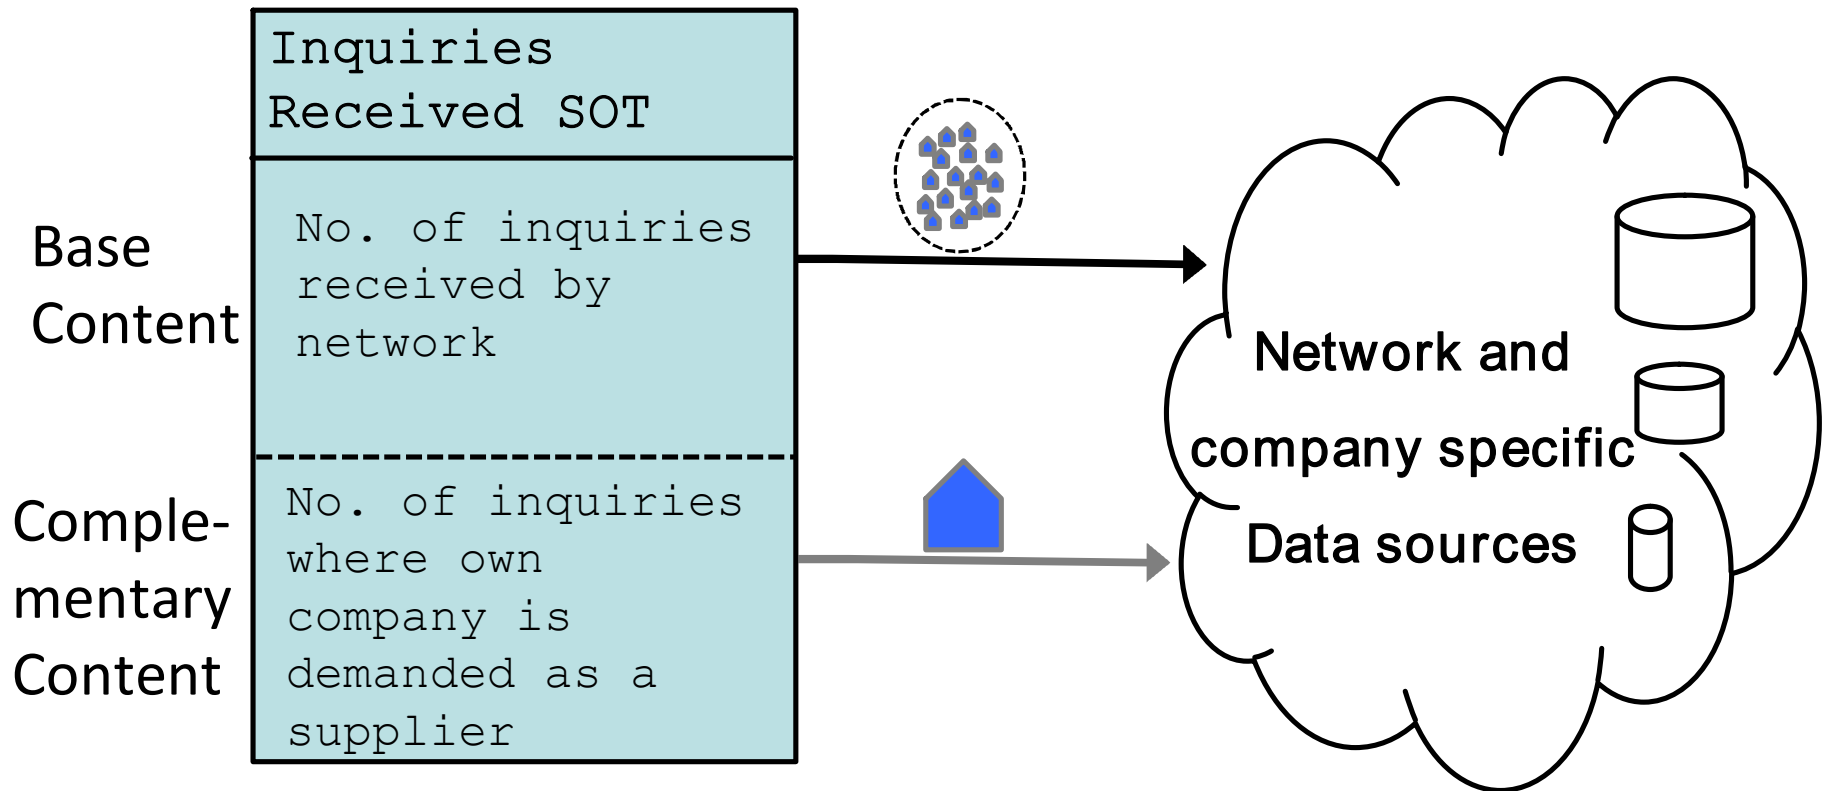 Inquiries
Received SOT
Base
Content
No. of inquiries
received by
network
Comple-
mentary
Content
No. of inquiries
where own
company is
demanded as a
supplier
Network and
company specific
Data sources